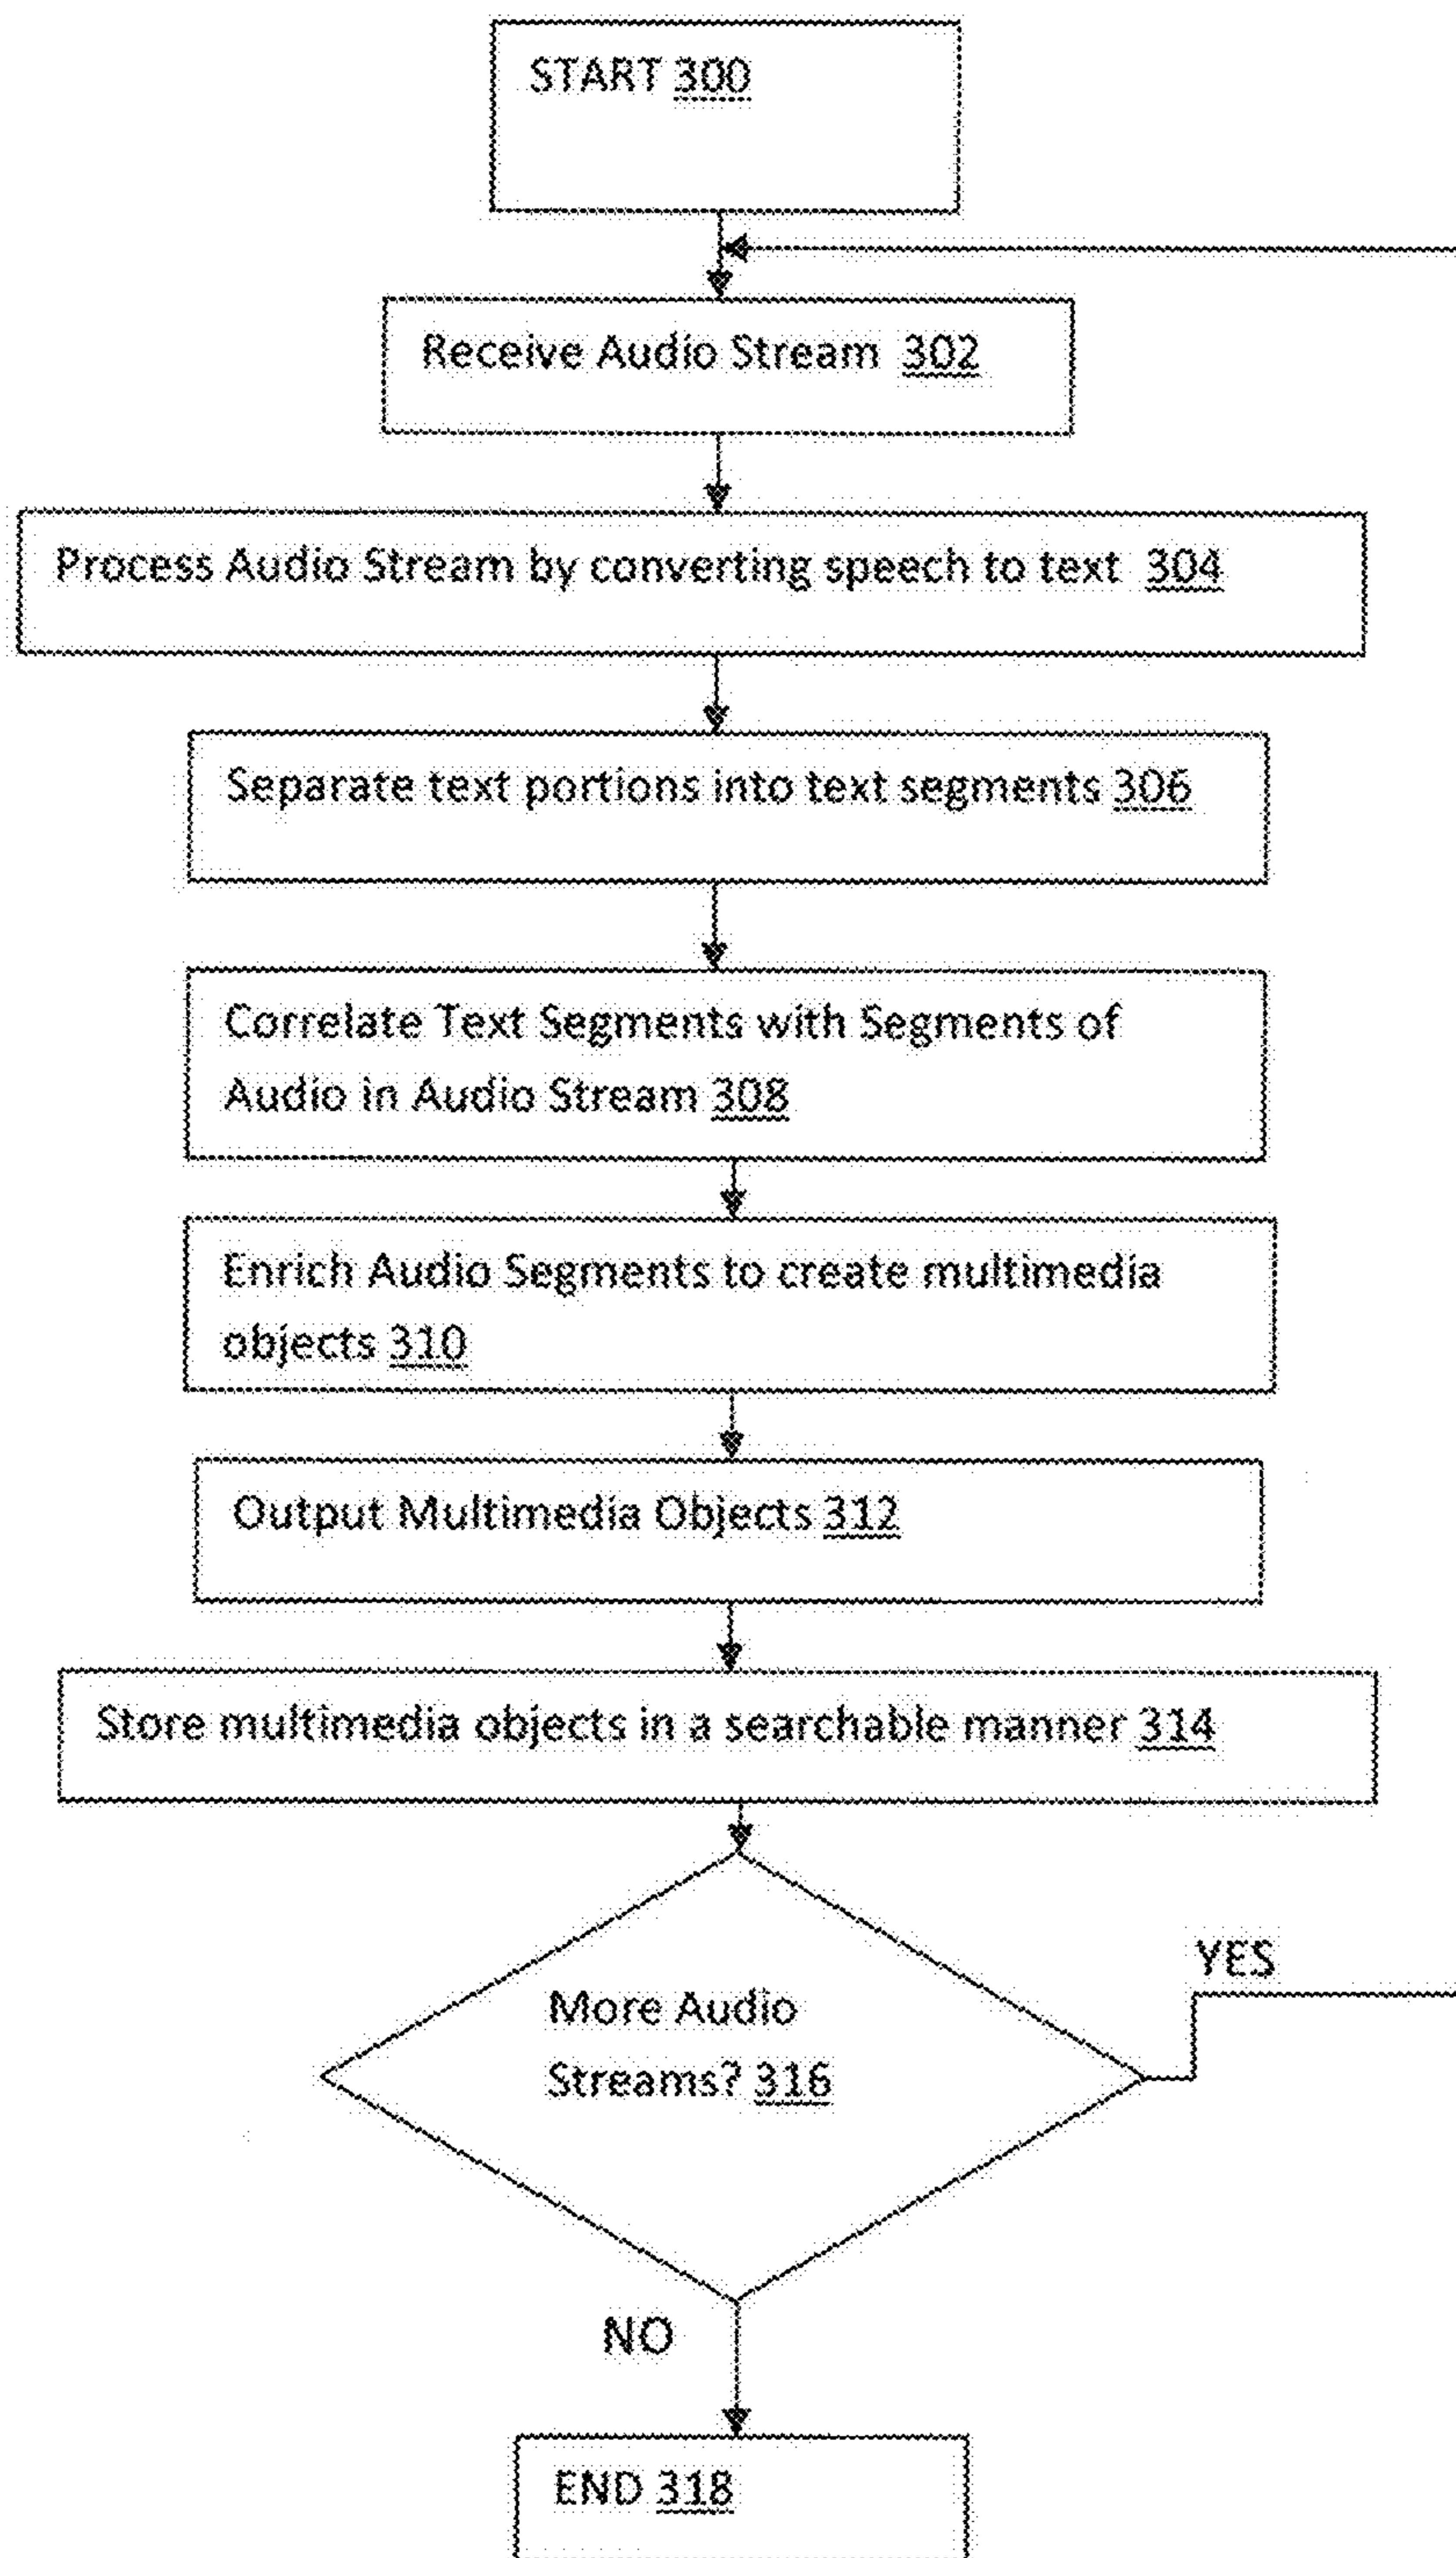 START 300
Receive Audio Stream 302
Process Audio Stream by converting speech to text 304
Separate text portions into text segments 306
Correlate Text Segments with Segments of
Audio in Audio Stream 308
Enrich Audio Segments to create multimedia
objects 310
Output Multimedia Objects 312
Store multimedia objects in a searchable manner 314
YES
More Audio
Streams? 316
NO
END 318